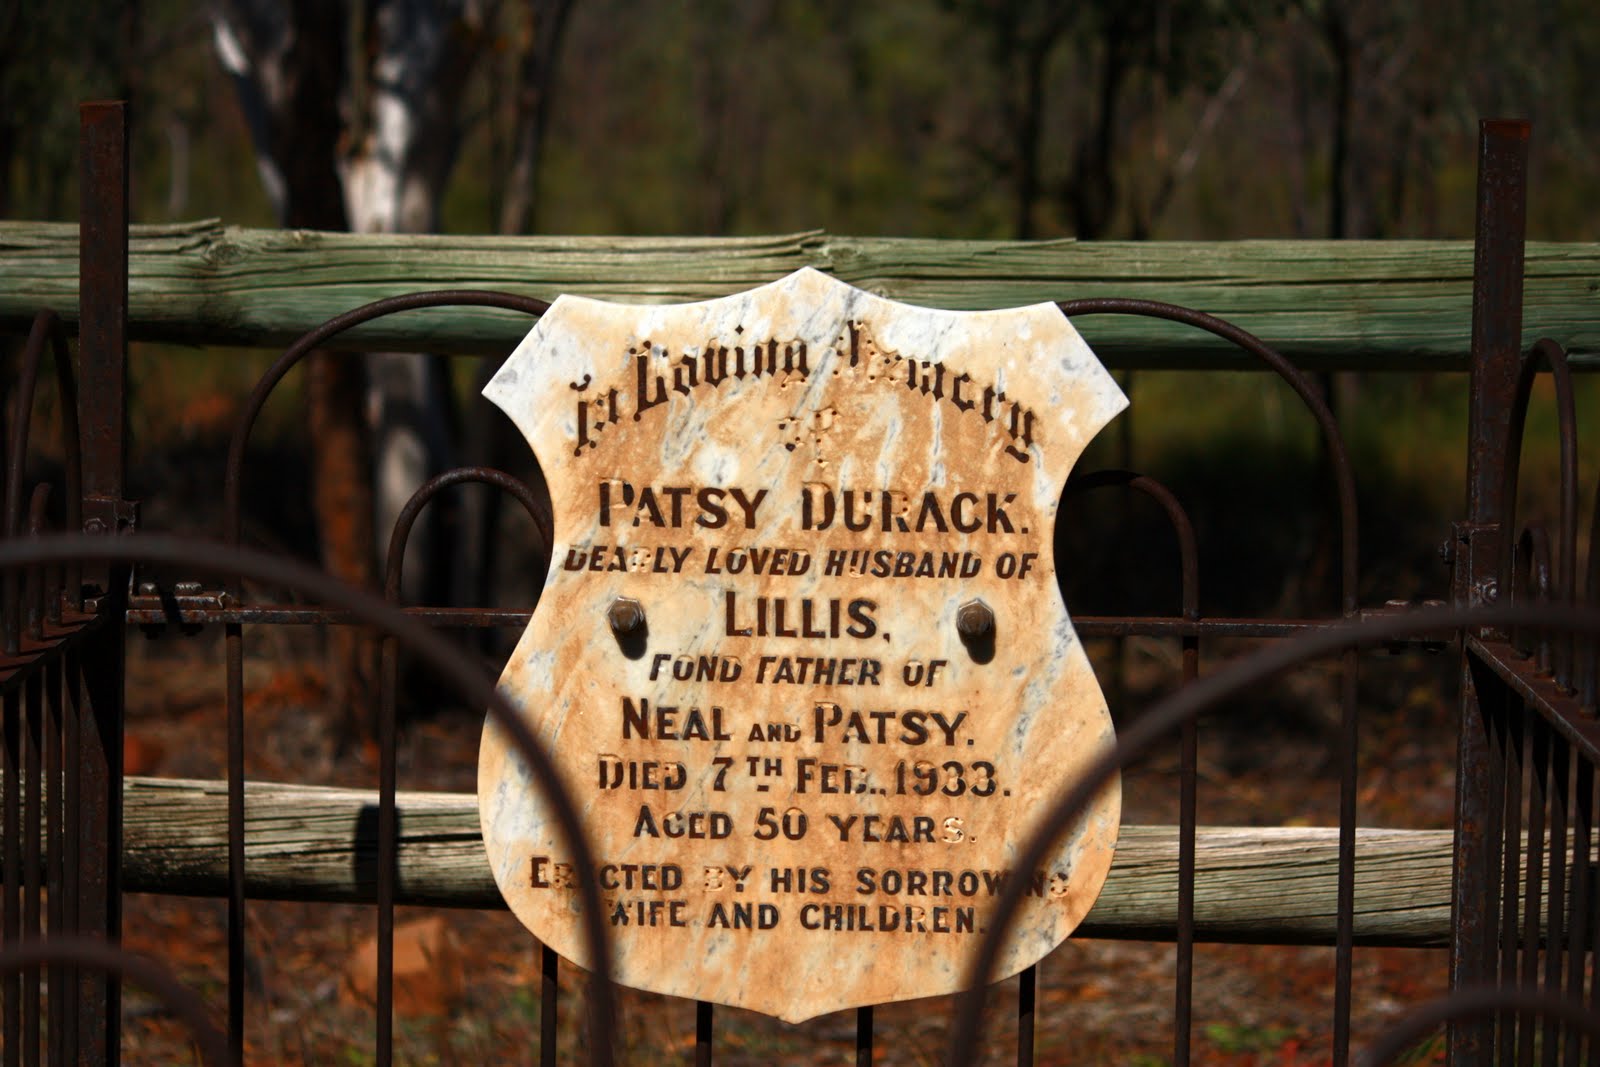 In Loving Memory
OF
PATSY DURACK.
DEARLY LOVED HUSBAND OF
LILLIS,
FOND FATHER OF
NEAL AND PATSY.
DIED 7TH FEB., 1933.
AGED 50 YEARS.
ERECTED BY HIS SORROWING
WIFE AND CHILDREN.